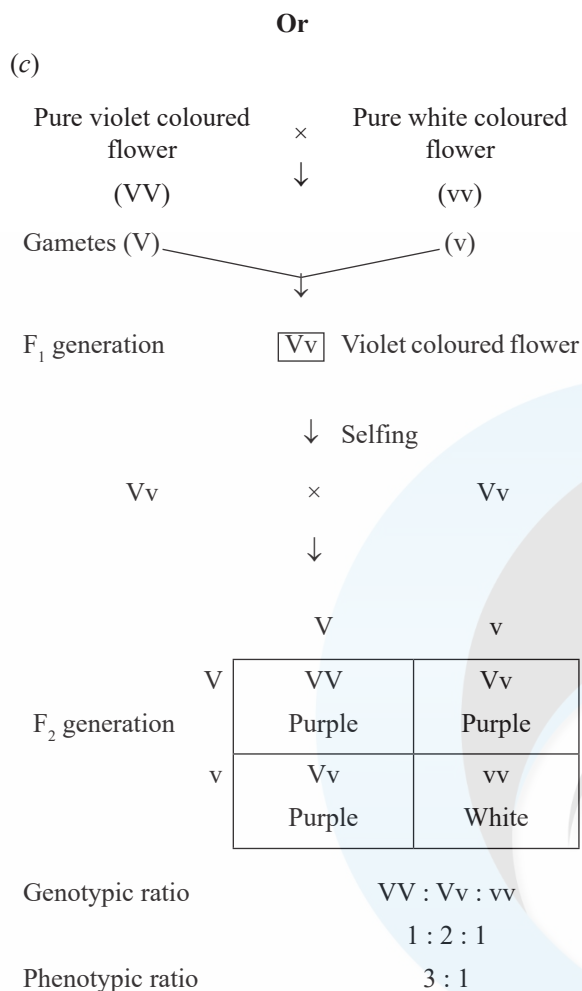 Or
(c)
Pure violet coloured × Pure white coloured
flower flower
↓
(VV) (vv)
Gametes (V) (v)
↓
F₁ generation Vv Violet coloured flower
↓ Selfing
Vv × Vv
↓
V v
V VV Vv
F₂ generation Purple Purple
v Vv vv
Purple White
Genotypic ratio VV : Vv : vv
1 : 2 : 1
Phenotypic ratio 3 : 1